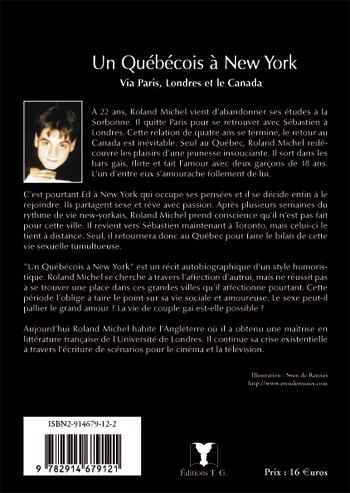 Un Québécois à New York
Via Paris, Londres et le Canada
À 22 ans, Roland Michel vient d'abandonner ses études à la
Sorbonne. Il quitte Paris pour se retrouver avec Sébastien à
Londres. Cette relation de quatre ans se termine, le retour au
Canada est inévitable. Seul au Québec, Roland Michel redé-
couvre les plaisirs d'une jeunesse insouciante. Il sort dans les
bars gais, flirte et fait l'amour avec deux garçons de 18 ans.
L'un d'entre eux s'amourache follement de lui.
C'est pourtant Ed à New York qui occupe ses pensées et il se décide enfin à le
rejoindre. Ils partagent sexe et rêve avec passion. Après plusieurs semaines du
rythme de vie new-yorkais, Roland Michel prend conscience qu'il n'est pas fait
pour cette ville. Il revient vers Sébastien maintenant à Toronto, mais celui-ci le
tient à distance. Seul, il retournera donc au Québec pour faire le bilan de cette
vie sexuelle tumultueuse.
"Un Québécois à New York" est un récit autobiographique d'un style humoris-
tique. Roland Michel se cherche à travers l'affection d'autrui, mais ne réussit pas
à se trouver une place dans ces grandes villes qu'il affectionne pourtant. Cette
période l'oblige à faire le point sur sa vie sociale et amoureuse. Le sexe peut-il
pallier le grand amour ? La vie de couple gai est-elle possible ?
Aujourd'hui Roland Michel habite l'Angleterre où il a obtenu une maîtrise en
littérature française de l'Université de Londres. Il continue sa crise existentielle
à travers l'écriture de scénarios pour le cinéma et la télévision.
Illustration : Sven de Rennes
http://www.svenderennes.com
ISBN2-914679-12-2
9 782914 679121
Éditions T. G.
Prix : 16 €uros